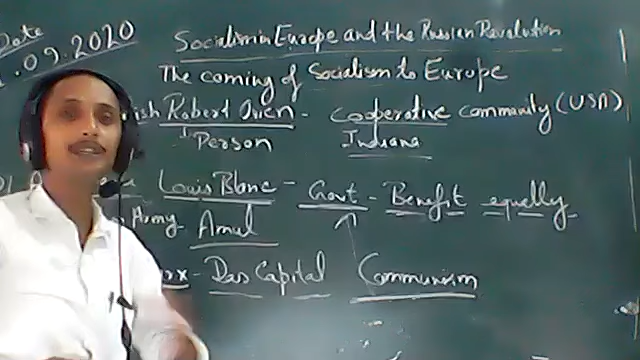 Date
.09.2020
Socialism in Europe and the Russian Revolution
The coming of Socialism to Europe
ish Robert Owen - cooperative community (USA)
Person Indiana
Louis Blanc - Govt - Benefit equally
Army - Amul
x - Das Capital Communism